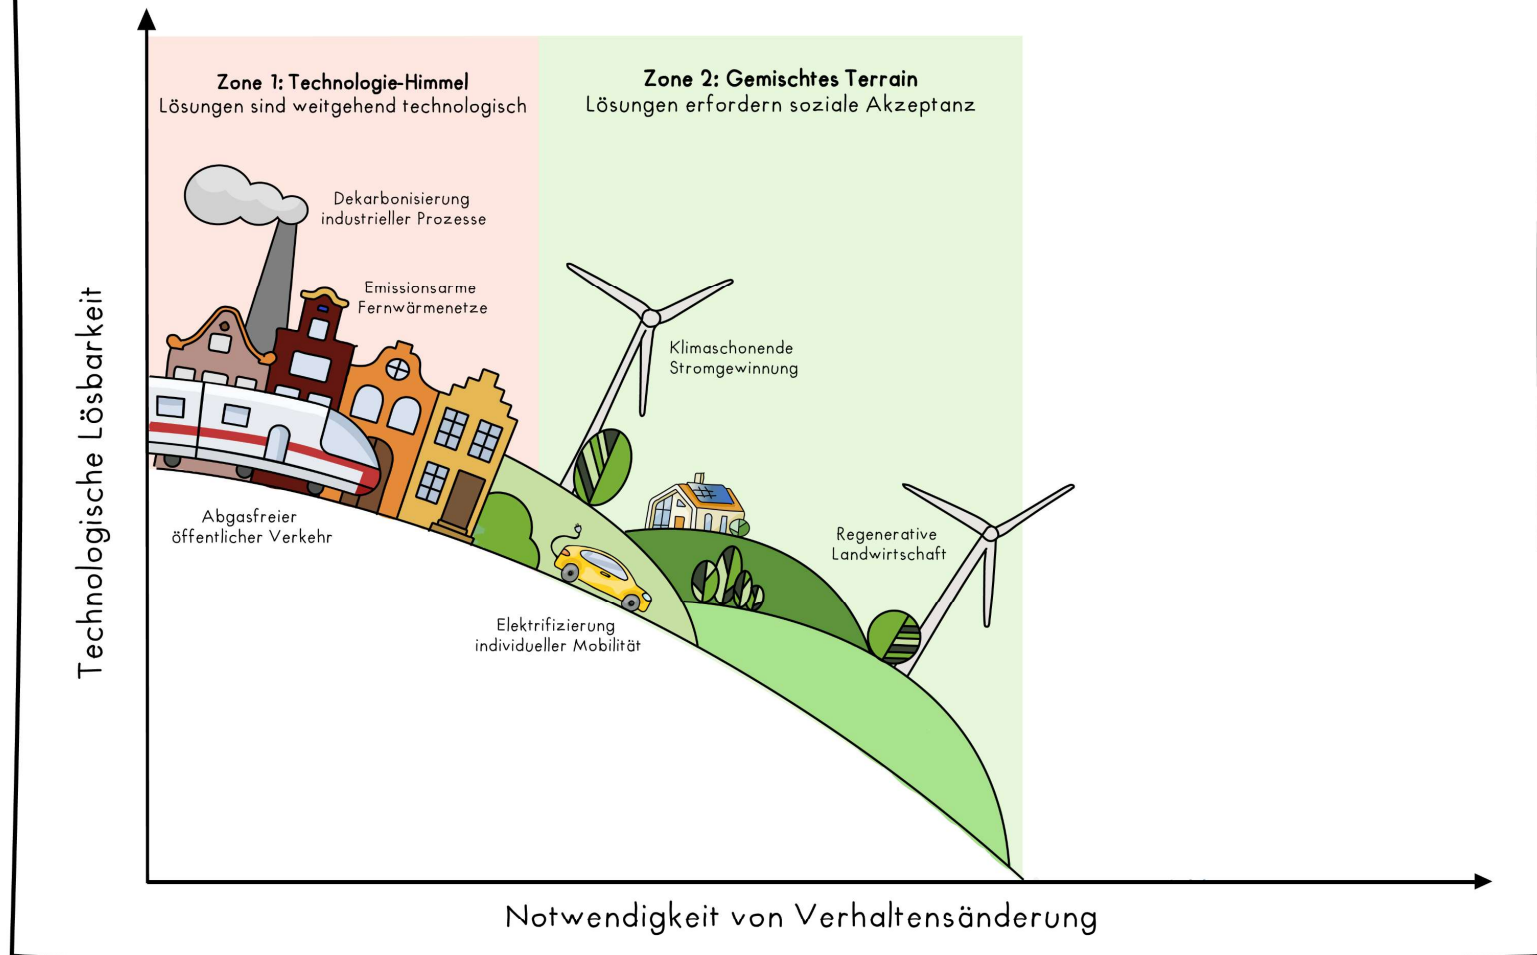 Zone 1: Technologie-Himmel
Lösungen sind weitgehend technologisch
Zone 2: Gemischtes Terrain
Lösungen erfordern soziale Akzeptanz
Dekarbonisierung
industrieller Prozesse
Emissionsarme
Fernwärmenetze
Klimaschonende
Stromgewinnung
Abgasfreier
öffentlicher Verkehr
Regenerative
Landwirtschaft
Elektrifizierung
individueller Mobilität
Technologische Lösbarkeit
Notwendigkeit von Verhaltensänderung